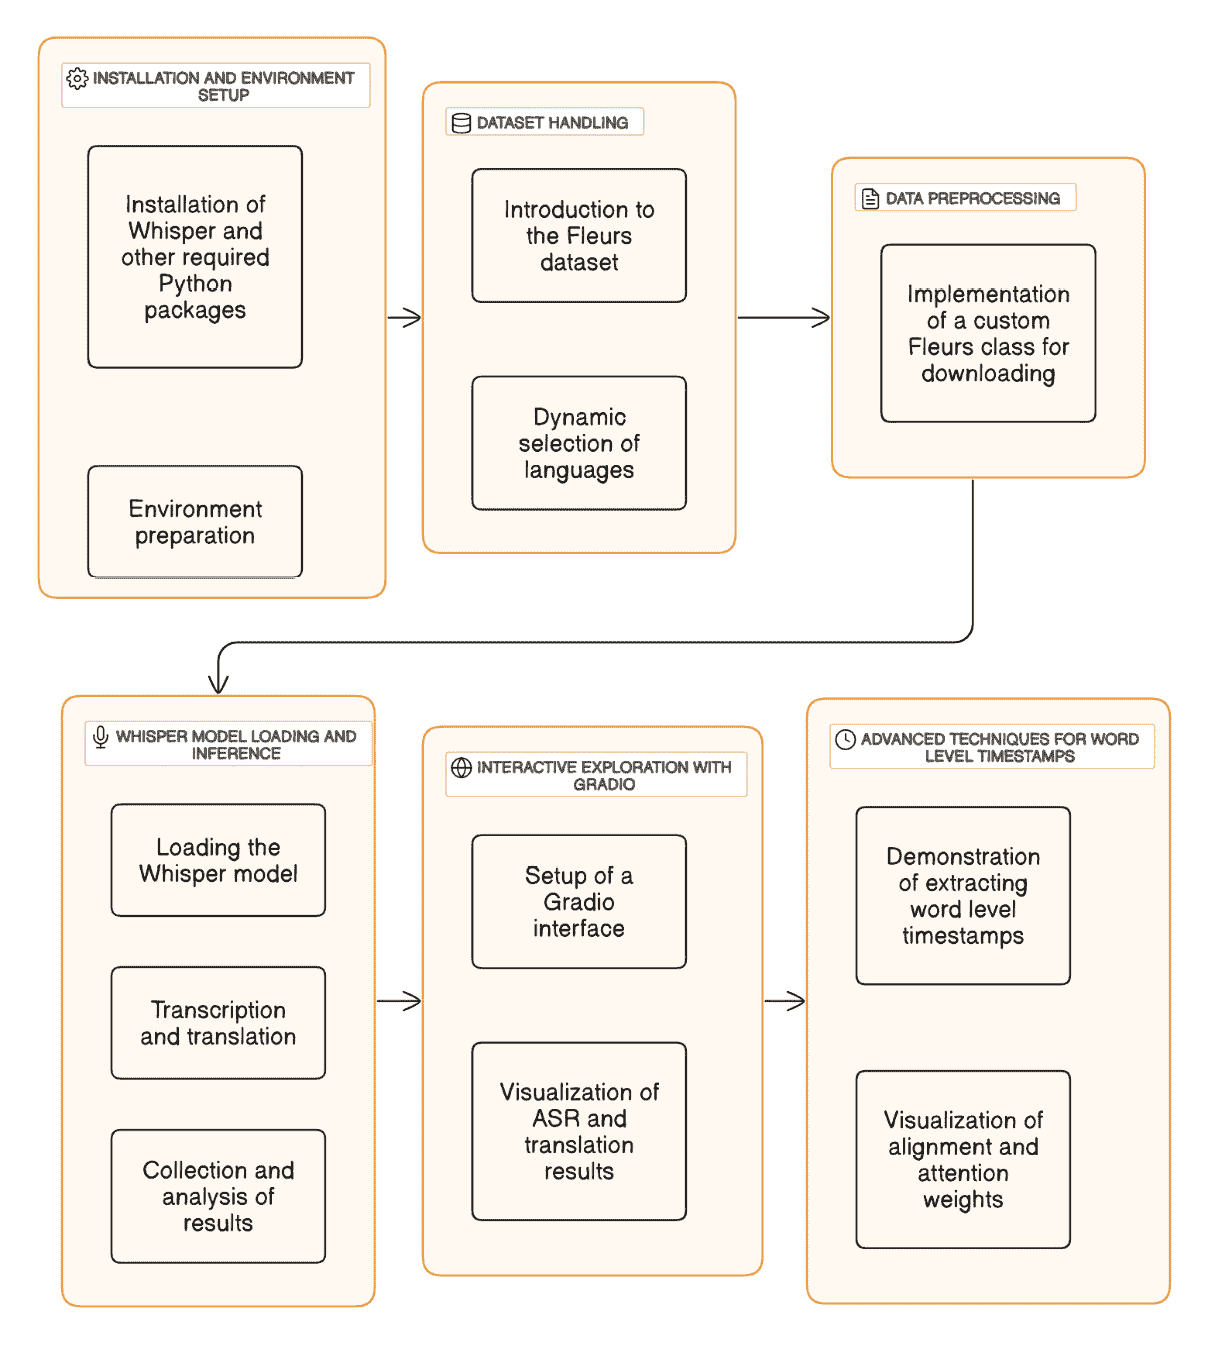 INSTALLATION AND ENVIRONMENT
SETUP
Installation of
Whisper and
other required
Python
packages
Environment
preparation
DATASET HANDLING
Introduction to
the Fleurs
dataset
Dynamic
selection of
languages
DATA PREPROCESSING
Implementation
of a custom
Fleurs class for
downloading
WHISPER MODEL LOADING AND
INFERENCE
Loading the
Whisper model
Transcription
and translation
Collection and
analysis of
results
INTERACTIVE EXPLORATION WITH
GRADIO
Setup of a
Gradio
interface
Visualization of
ASR and
translation
results
ADVANCED TECHNIQUES FOR WORD
LEVEL TIMESTAMPS
Demonstration
of extracting
word level
timestamps
Visualization of
alignment and
attention
weights